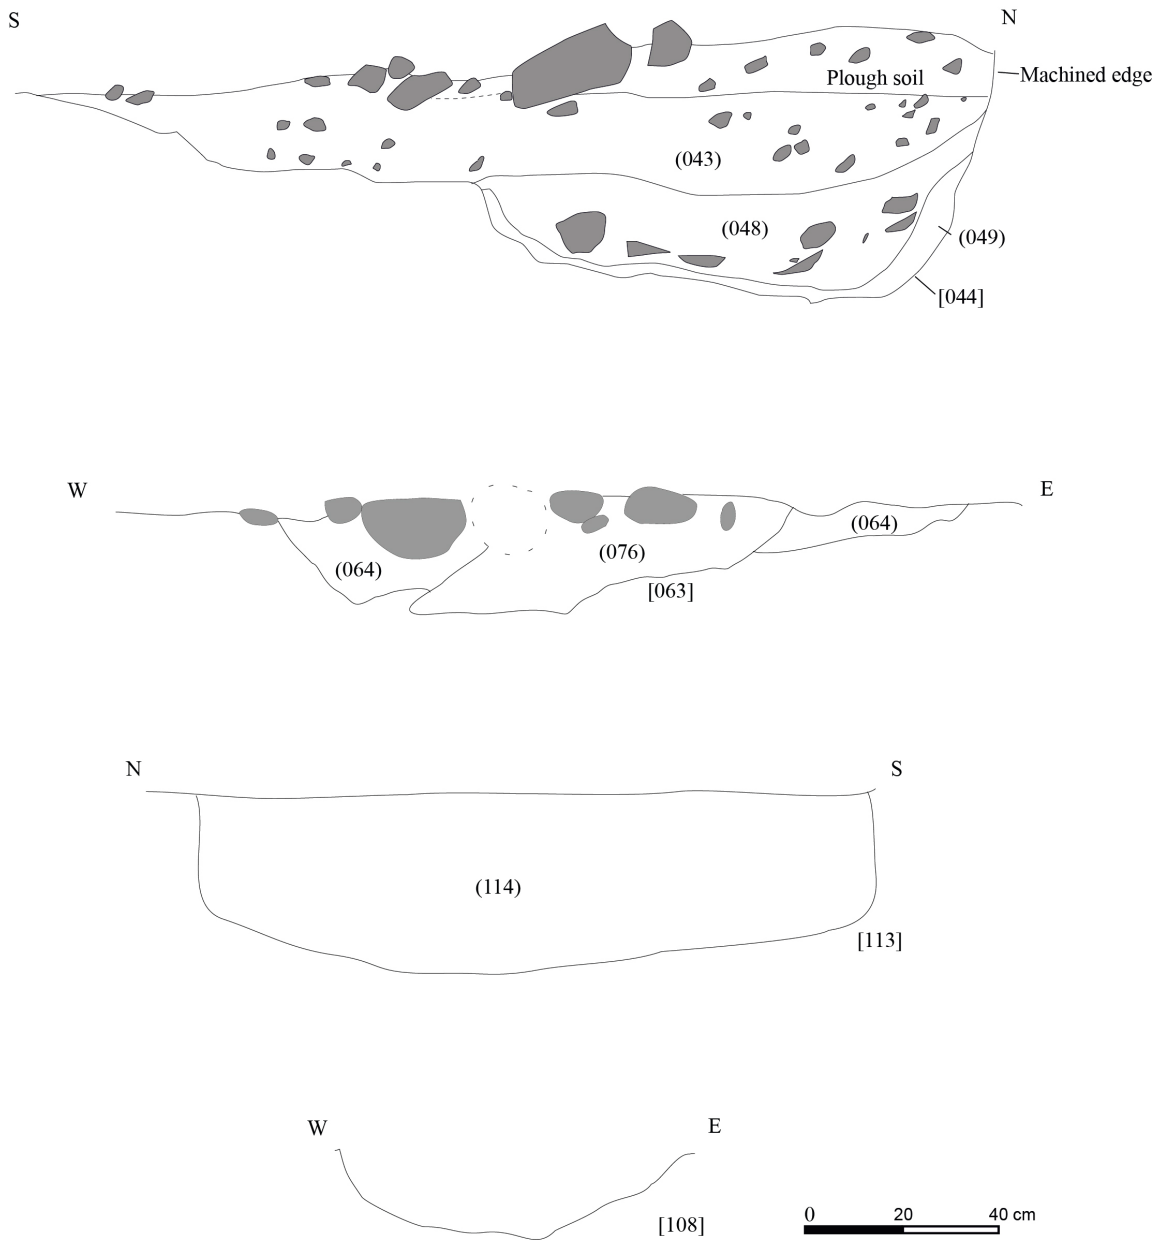 S
N
Plough soil
Machined edge
(043)
(048)
(049)
[044]
W
E
(064)
(064)
(076)
[063]
N
S
(114)
[113]
W
E
[108]
0 20 40 cm